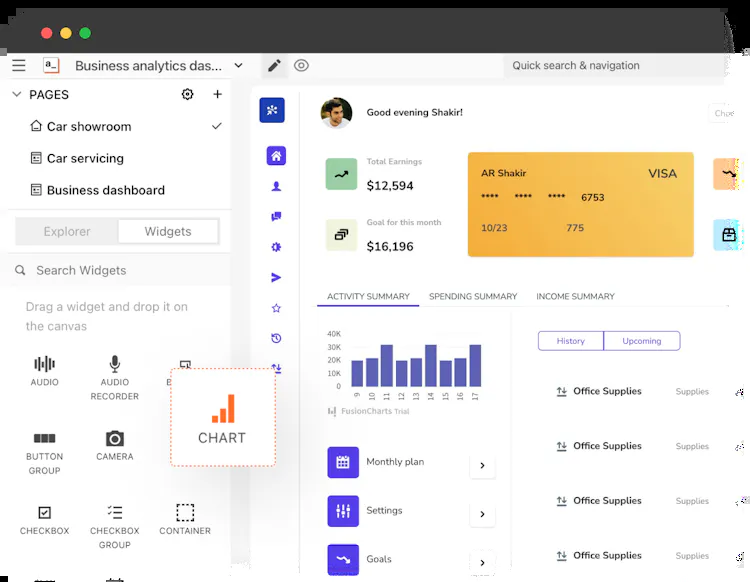 a_
Business analytics das...
Quick search & navigation
PAGES
Car showroom
Car servicing
Business dashboard
Explorer
Widgets
Search Widgets
Drag a widget and drop it on
the canvas
AUDIO
AUDIO
RECORDER
CHART
BUTTON
GROUP
CAMERA
CHECKBOX
CHECKBOX
GROUP
CONTAINER
Good evening Shakir!
Total Earnings
$12,594
Goal for this month
$16,196
AR Shakir
VISA
**** **** **** 6753
10/23 775
ACTIVITY SUMMARY
SPENDING SUMMARY
INCOME SUMMARY
40K
30K
20K
10K
0
9 10 11 12 13 14 15 16 17
FusionCharts Trial
Monthly plan
Settings
Goals
History
Upcoming
Office Supplies Supplies
Office Supplies Supplies
Office Supplies Supplies
Office Supplies Supplies